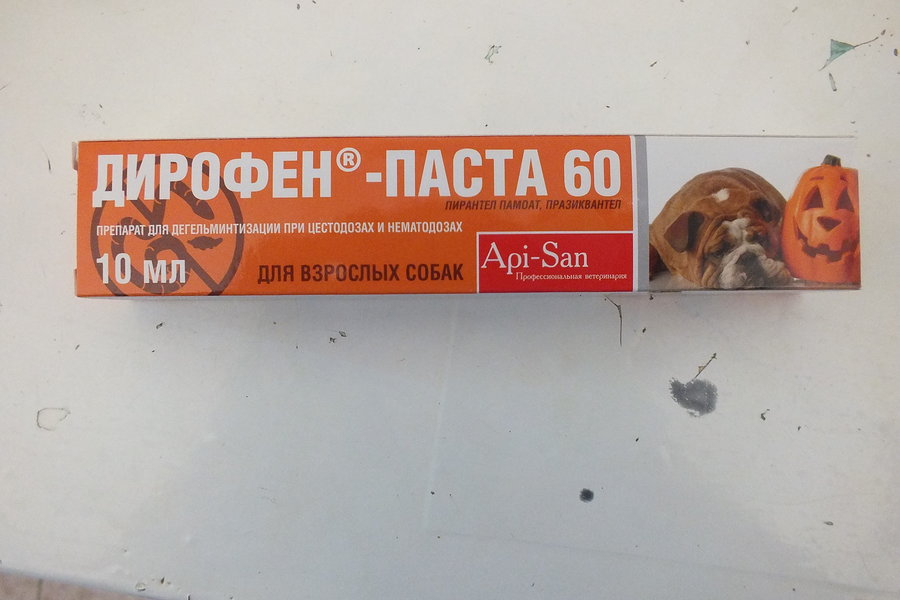 ДИРОФЕН®-ПАСТА 60
ПИРАНТЕЛ ПАМОАТ, ПРАЗИКВАНТЕЛ
ПРЕПАРАТ ДЛЯ ДЕГЕЛЬМИНТИЗАЦИИ ПРИ ЦЕСТОДОЗАХ И НЕМАТОДОЗАХ
10 МЛ
ДЛЯ ВЗРОСЛЫХ СОБАК
Api-San
Профессиональная ветеринария